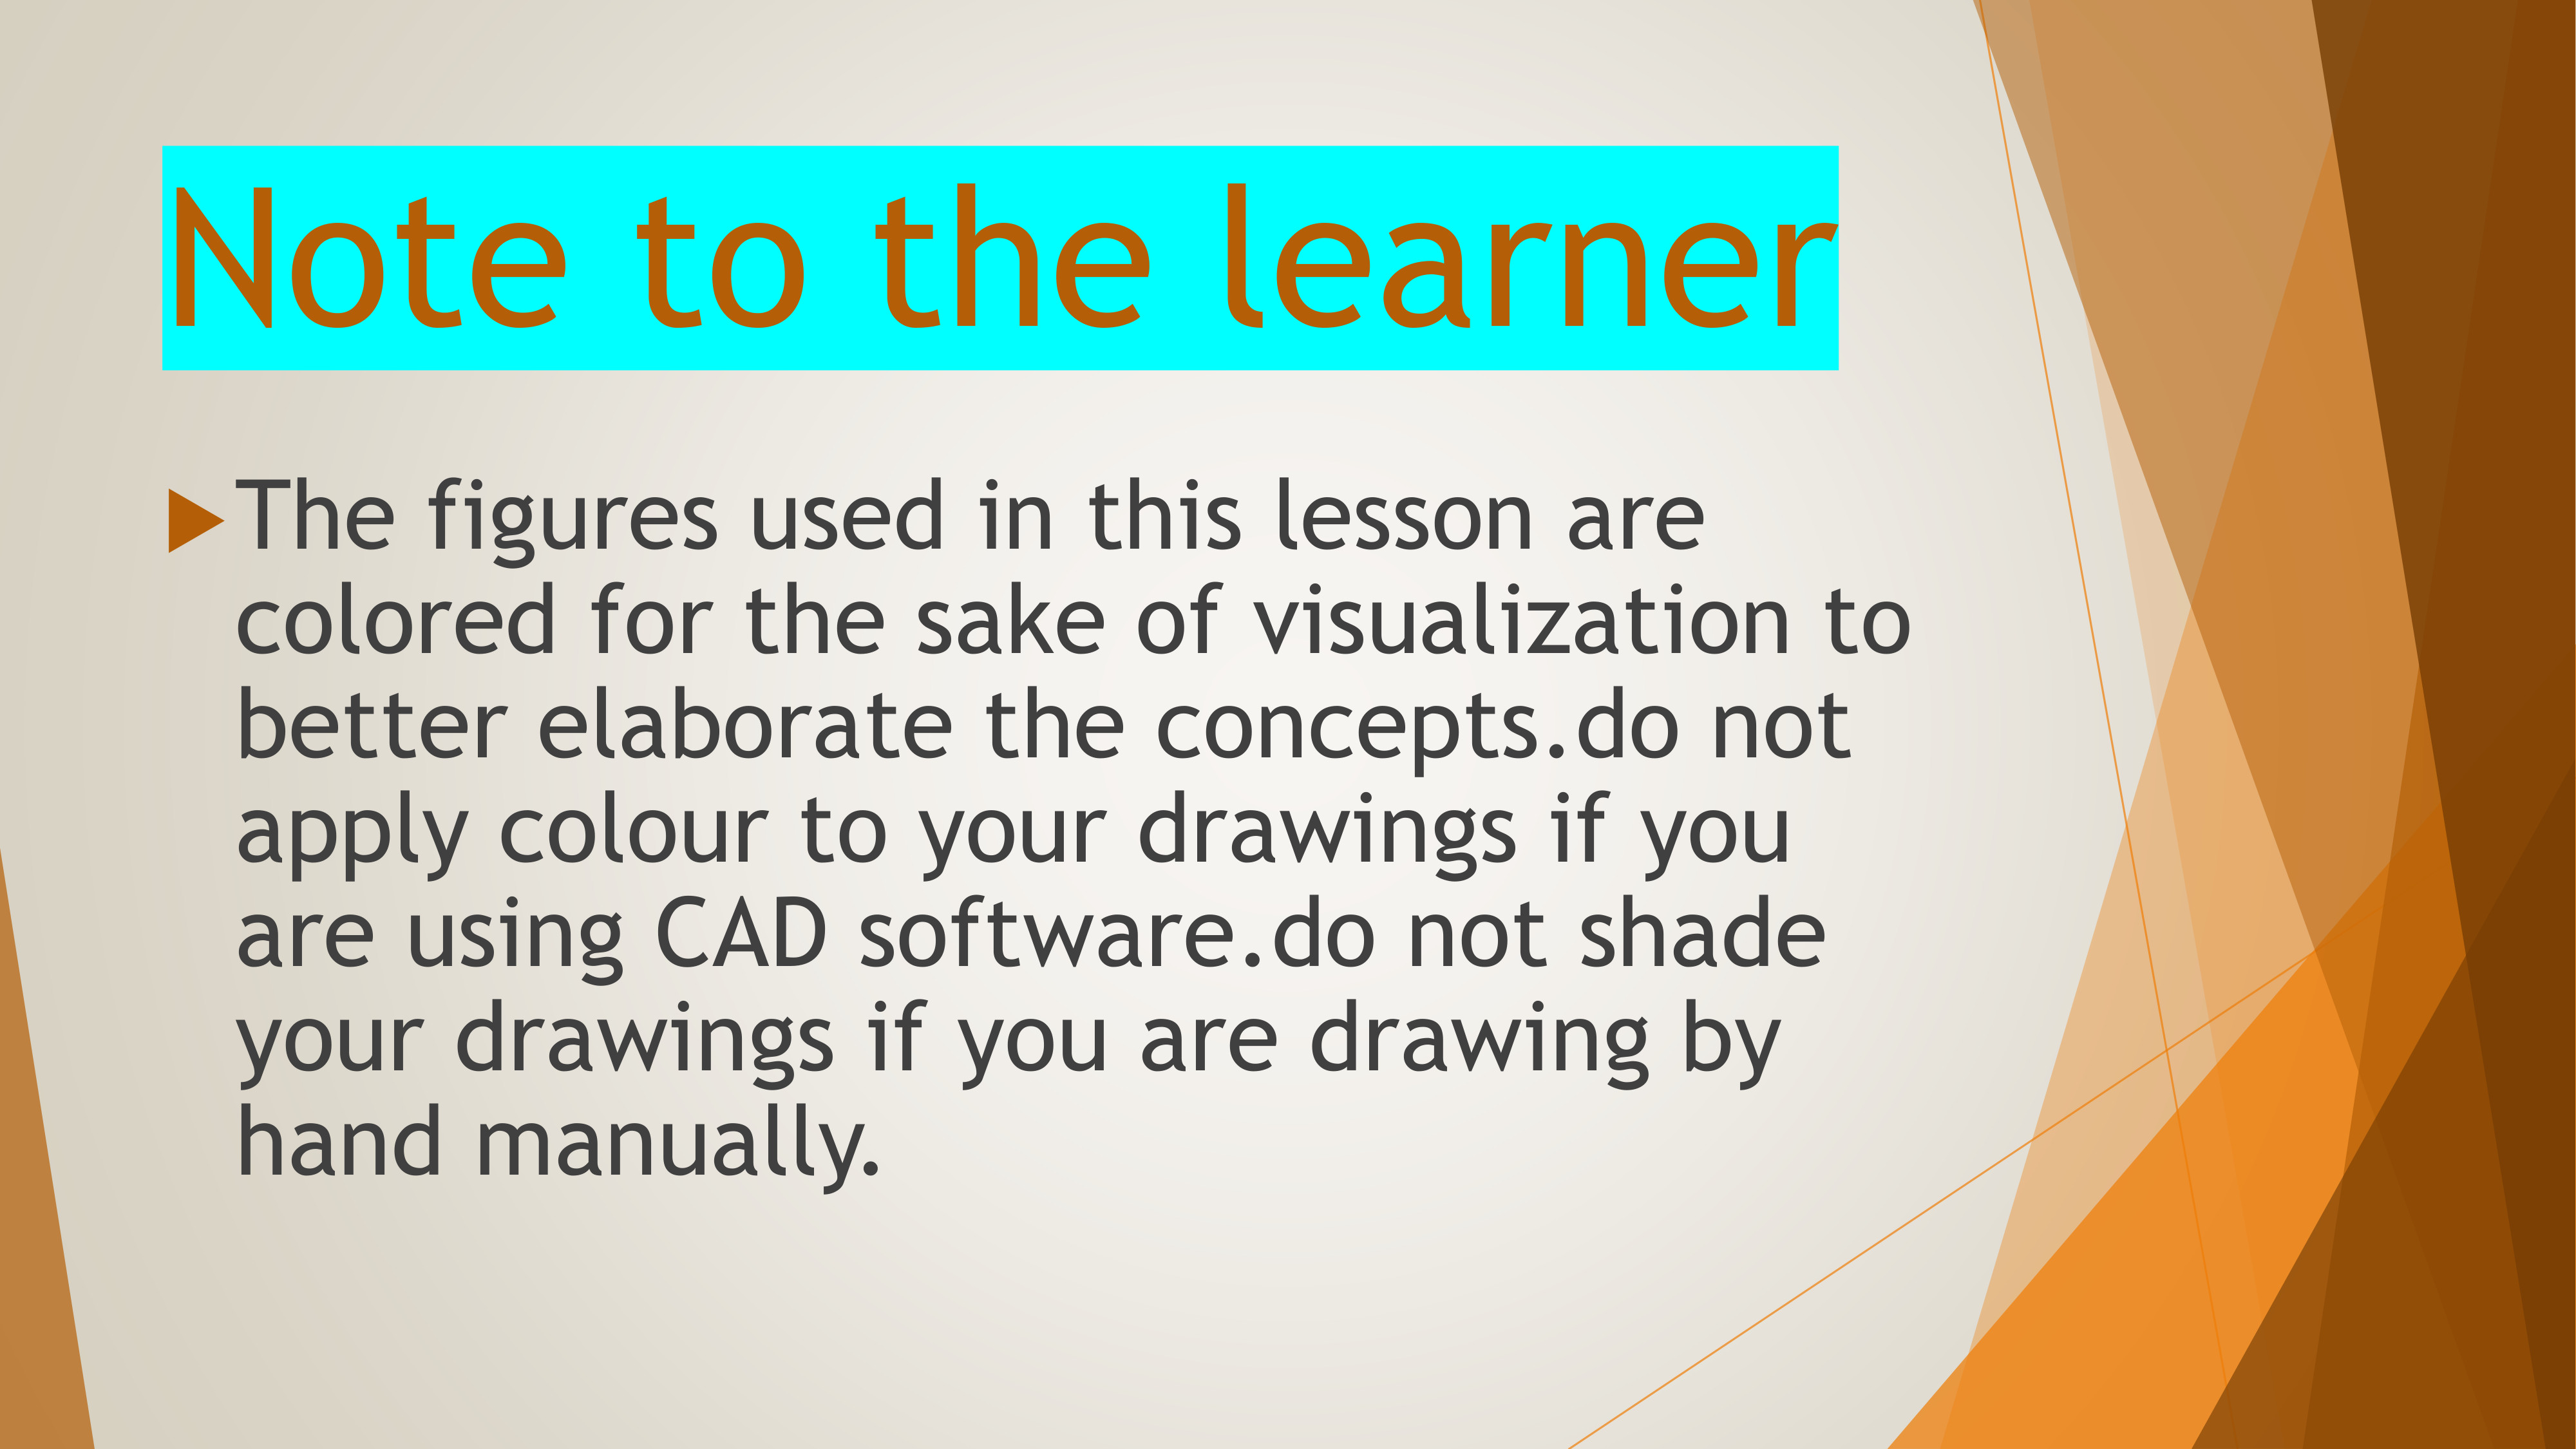 Note to the learner
The figures used in this lesson are
colored for the sake of visualization to
better elaborate the concepts.do not
apply colour to your drawings if you
are using CAD software.do not shade
your drawings if you are drawing by
hand manually.